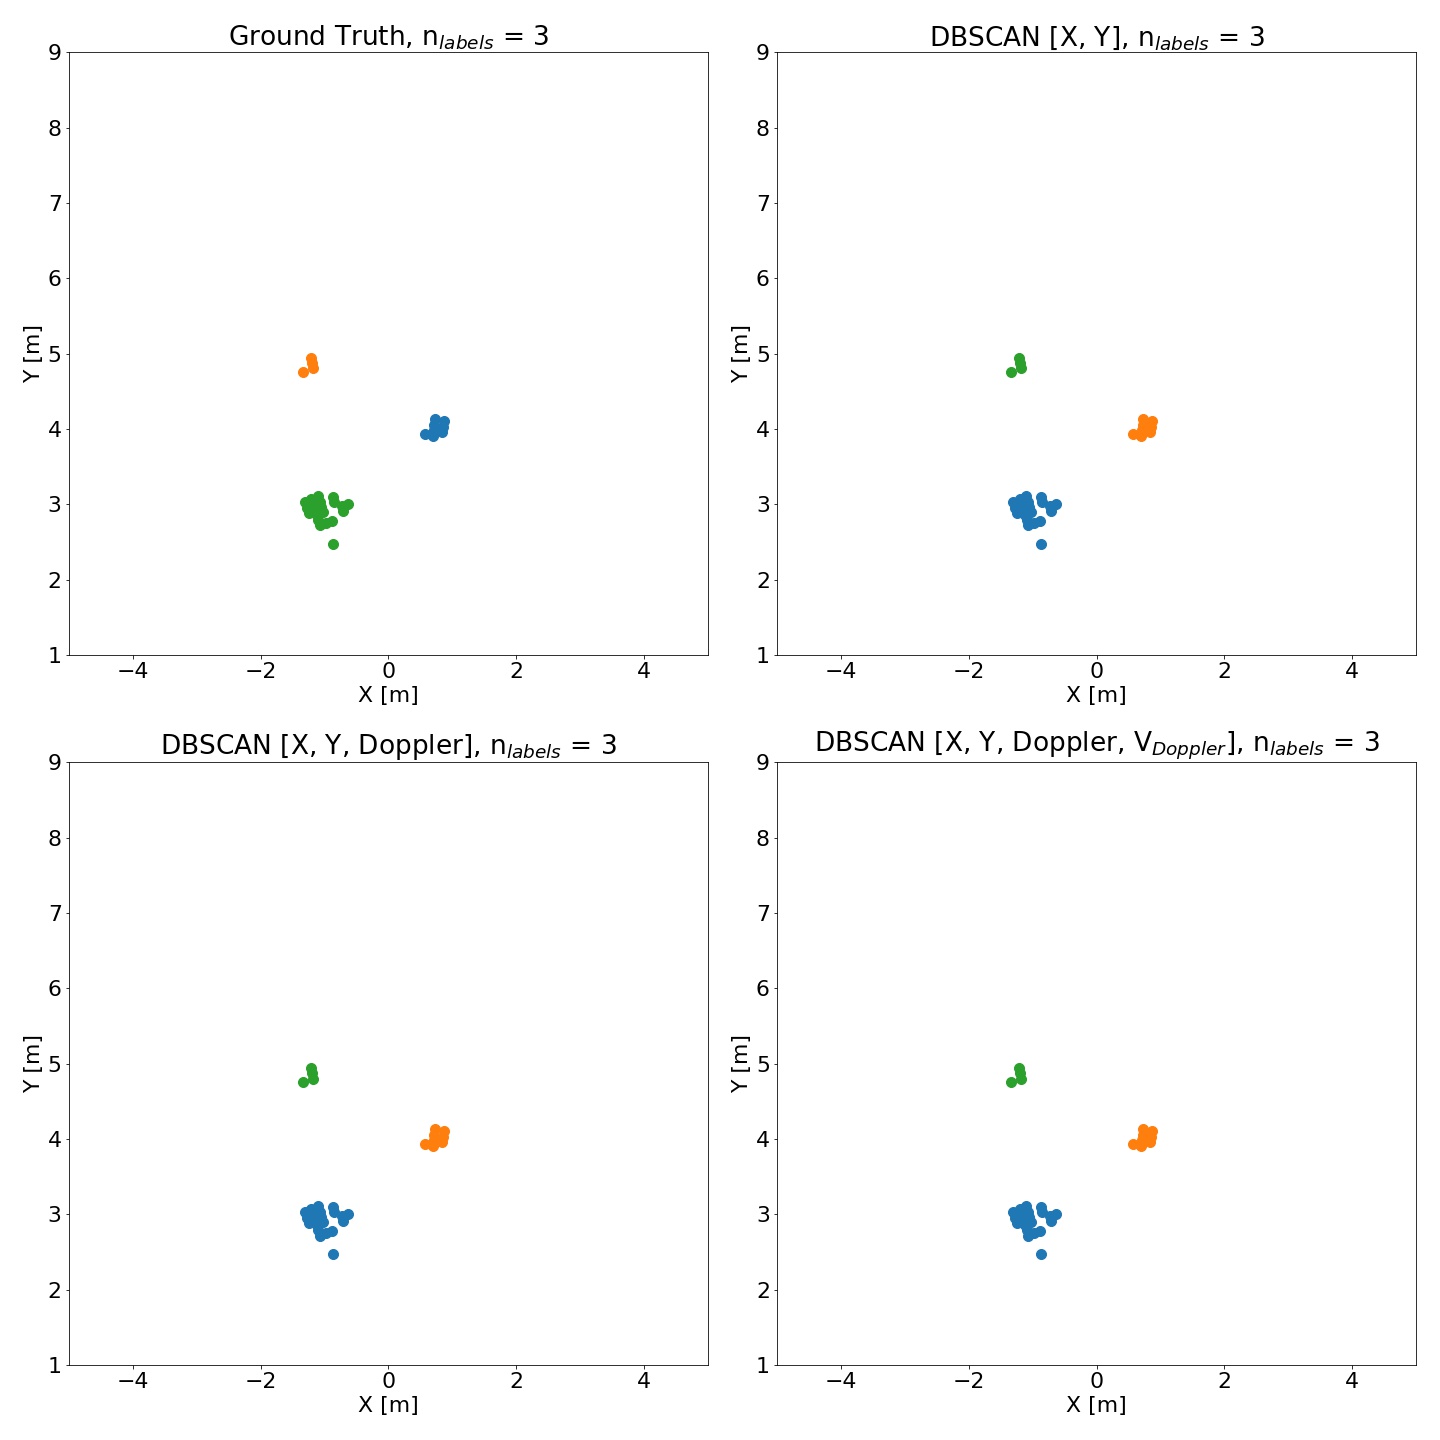 Ground Truth, n_labels = 3
9
8
7
6
5
4
3
2
1
Y [m]
−4 −2 0 2 4
X [m]
DBSCAN [X, Y], n_labels = 3
9
8
7
6
5
4
3
2
1
Y [m]
−4 −2 0 2 4
X [m]
DBSCAN [X, Y, Doppler], n_labels = 3
9
8
7
6
5
4
3
2
1
Y [m]
−4 −2 0 2 4
X [m]
DBSCAN [X, Y, Doppler, V_Doppler], n_labels = 3
9
8
7
6
5
4
3
2
1
Y [m]
−4 −2 0 2 4
X [m]